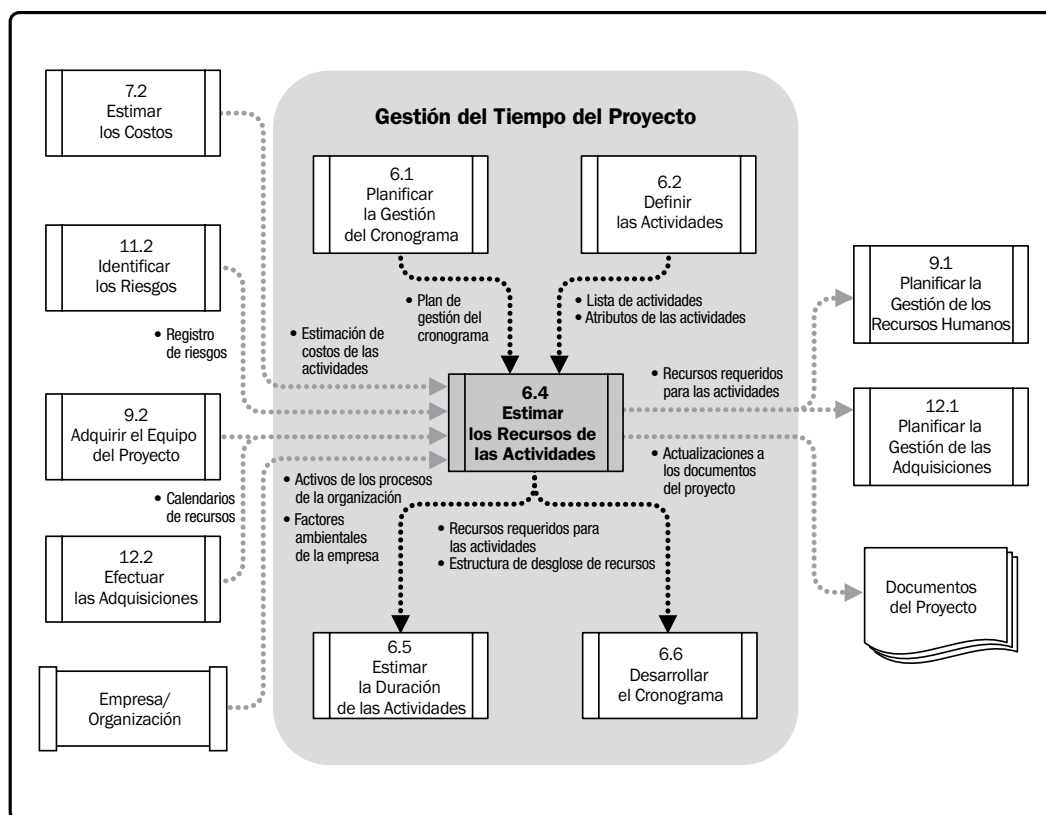 Gestión del Tiempo del Proyecto
7.2
Estimar
los Costos
6.1
Planificar
la Gestión
del Cronograma
6.2
Definir
las Actividades
11.2
Identificar
los Riesgos
9.1
Planificar la
Gestión de los
Recursos Humanos
• Registro
de riesgos
• Estimación de
costos de las
actividades
• Plan de
gestión del
cronograma
• Lista de actividades
• Atributos de las actividades
• Recursos requeridos
para las actividades
9.2
Adquirir el Equipo
del Proyecto
6.4
Estimar
los Recursos de
las Actividades
12.1
Planificar la
Gestión de las
Adquisiciones
• Actualizaciones a
los documentos
del proyecto
• Calendarios
de recursos
• Activos de los procesos
de la organización
• Factores
ambientales
de la empresa
• Recursos requeridos para
las actividades
• Estructura de desglose de recursos
12.2
Efectuar
las Adquisiciones
Documentos
del Proyecto
Empresa/
Organización
6.5
Estimar
la Duración
de las Actividades
6.6
Desarrollar
el Cronograma